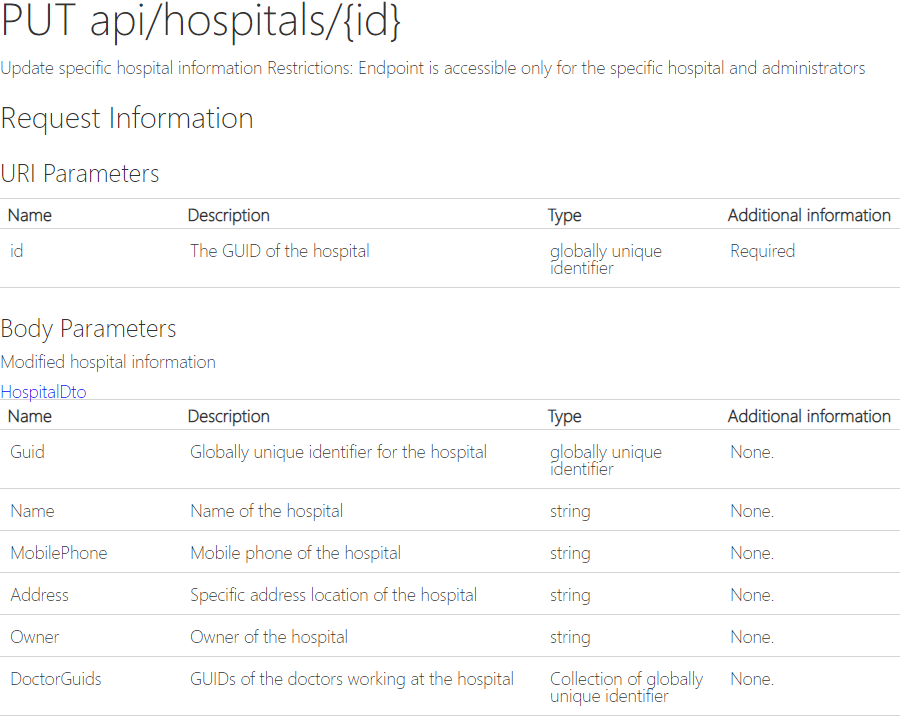 PUT api/hospitals/{id}
Update specific hospital information Restrictions: Endpoint is accessible only for the specific hospital and administrators
Request Information
URI Parameters
Name Description Type Additional information
id The GUID of the hospital globally unique identifier Required
Body Parameters
Modified hospital information
HospitalDto
Name Description Type Additional information
Guid Globally unique identifier for the hospital globally unique identifier None.
Name Name of the hospital string None.
MobilePhone Mobile phone of the hospital string None.
Address Specific address location of the hospital string None.
Owner Owner of the hospital string None.
DoctorGuids GUIDs of the doctors working at the hospital Collection of globally unique identifier None.